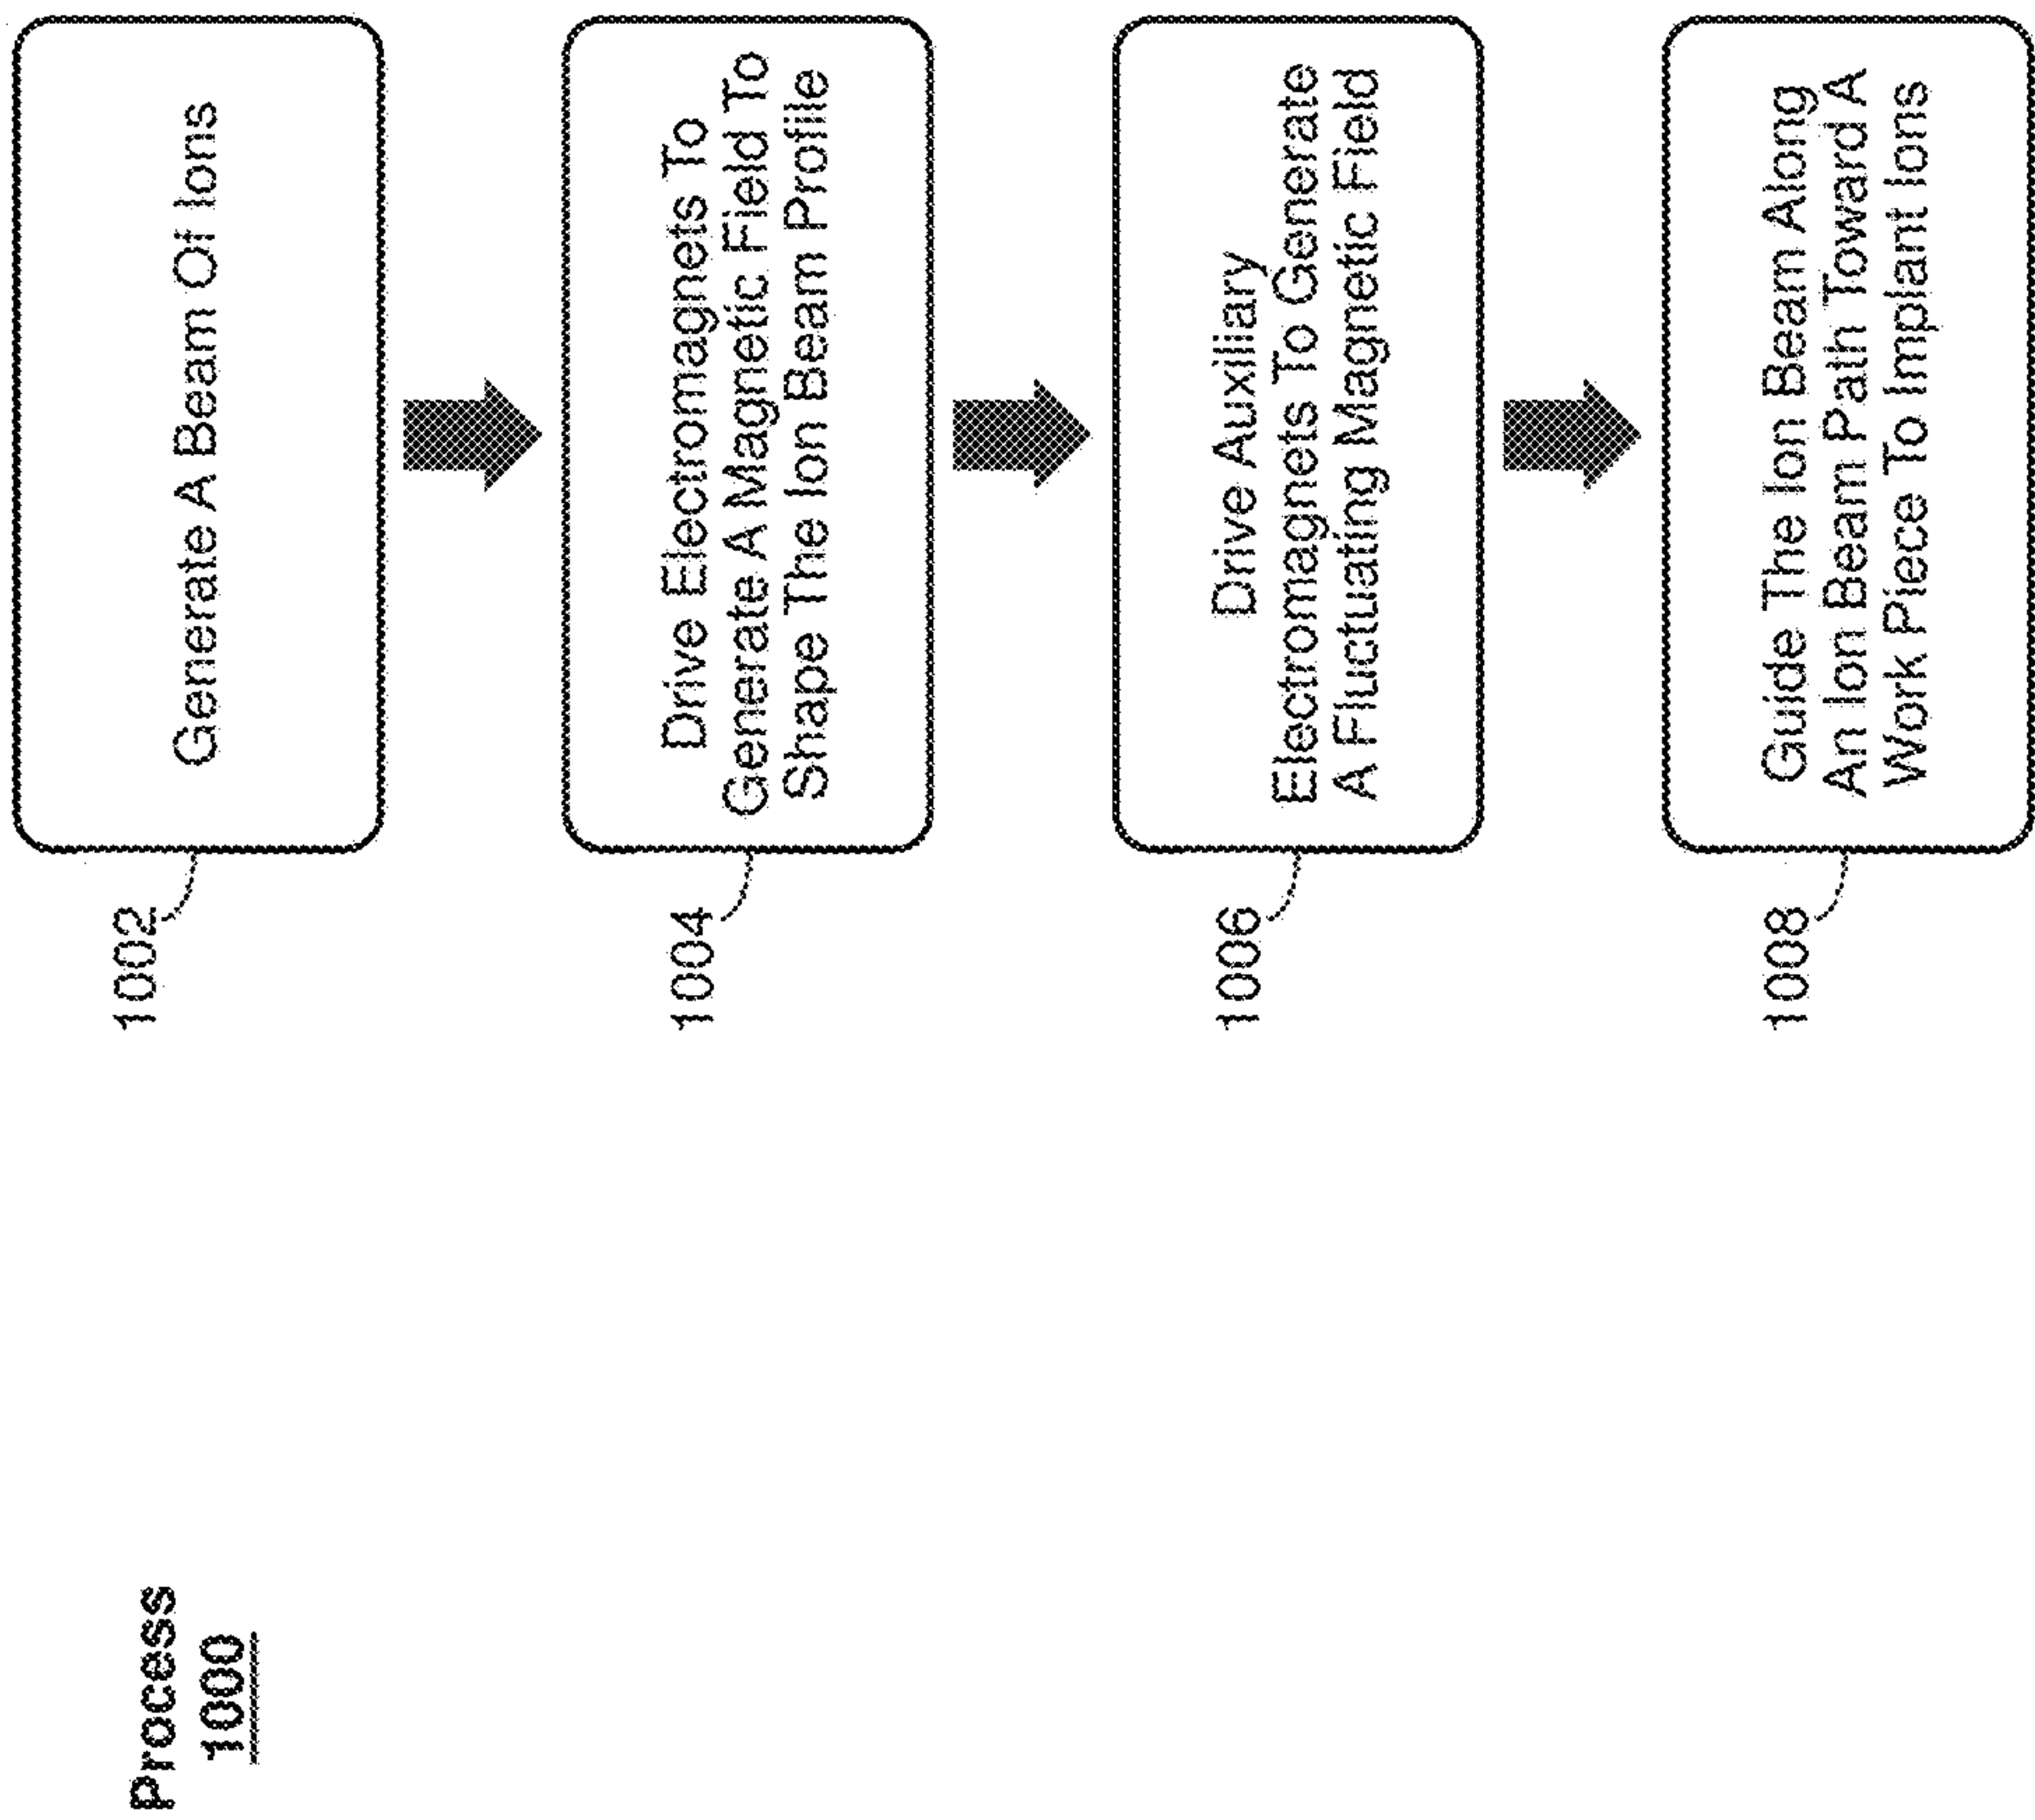 Process
1000
1002
Generate A Beam Of Ions
1004
Drive Electromagnets To
Generate A Magnetic Field To
Shape The Ion Beam Profile
1006
Drive Auxiliary
Electromagnets To Generate
A Fluctuating Magnetic Field
1008
Guide The Ion Beam Along
An Ion Beam Path Toward A
Work Piece To Implant Ions